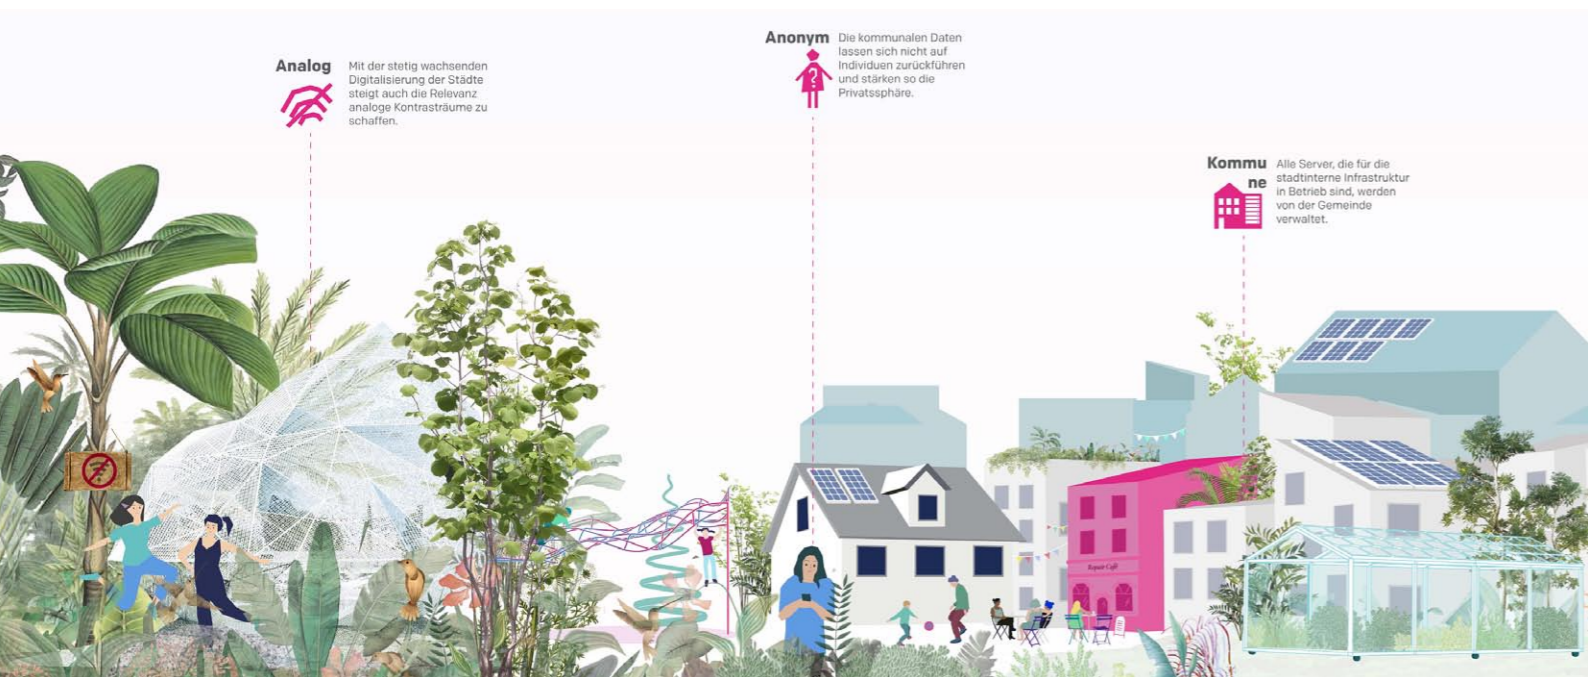 Analog
Mit der stetig wachsenden
Digitalisierung der Städte
steigt auch die Relevanz
analoge Kontrasträume zu
schaffen.
Anonym
Die kommunalen Daten
lassen sich nicht auf
Individuen zurückführen
und stärken so die
Privatssphäre.
?
Kommu
ne
Alle Server, die für die
stadtinterne Infrastruktur
in Betrieb sind, werden
von der Gemeinde
verwaltet.
Repair Café